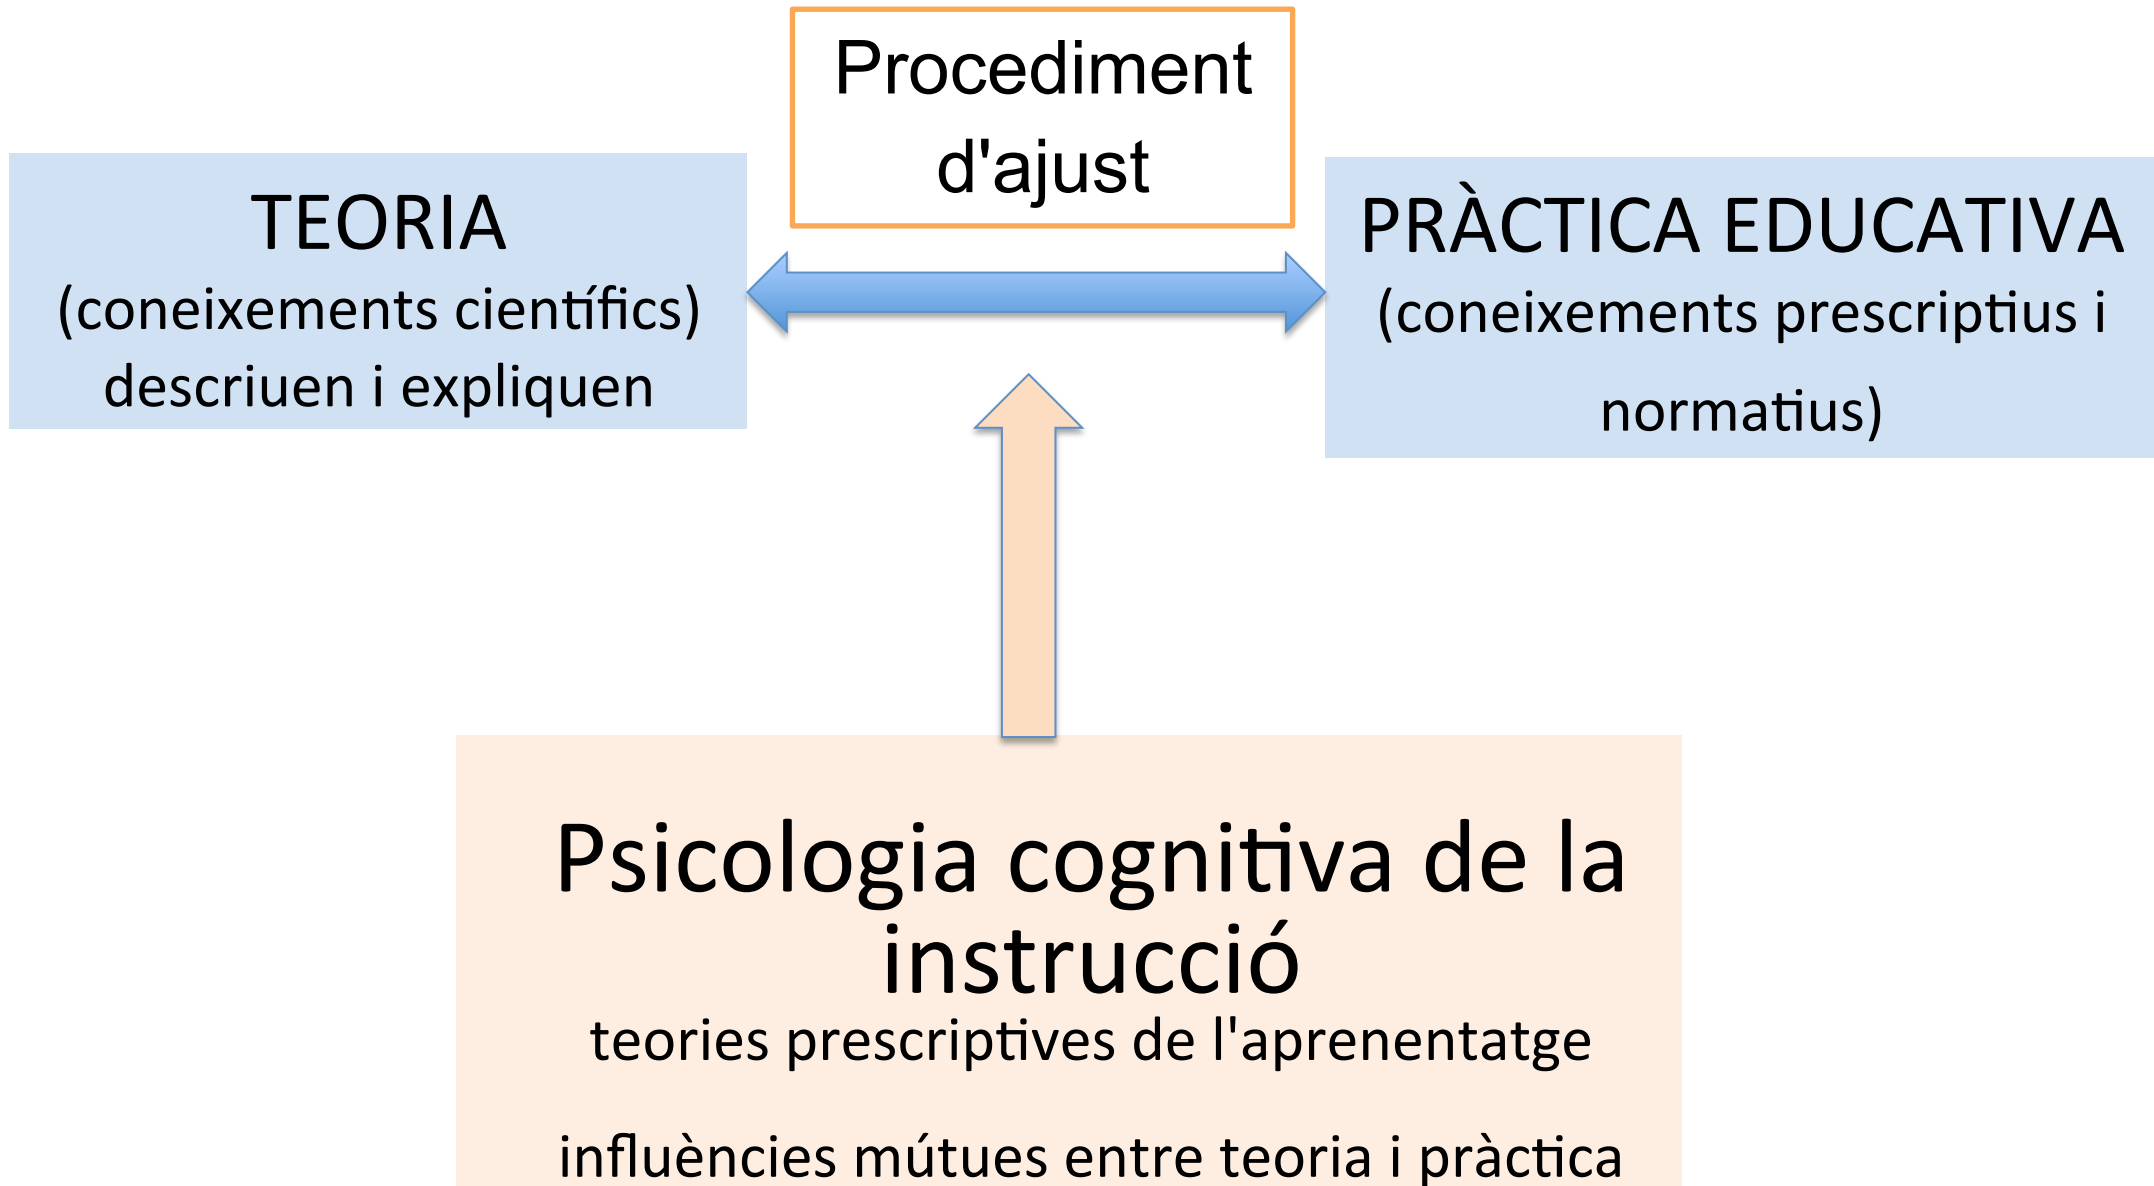 Procediment
d'ajust
TEORIA
(coneixements científics)
descriuen i expliquen
PRÀCTICA EDUCATIVA
(coneixements prescriptius i
normatius)
Psicologia cognitiva de la
instrucció
teories prescriptives de l'aprenentatge
influències mútues entre teoria i pràctica